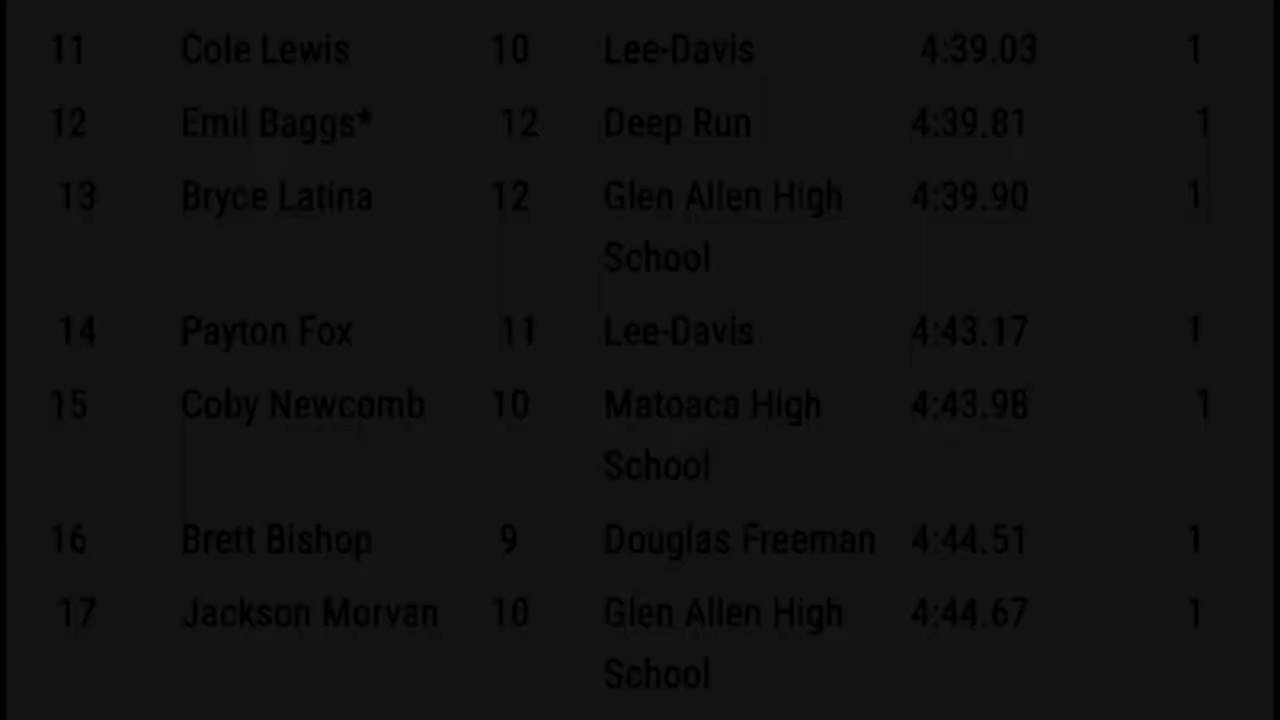 11 Cole Lewis 10 Lee-Davis 4:39.03 1
12 Emil Baggs* 12 Deep Run 4:39.81 1
13 Bryce Latina 12 Glen Allen High 4:39.90 1
School
14 Payton Fox 11 Lee-Davis 4:43.17 1
15 Coby Newcomb 10 Matoaca High 4:43.98 1
School
16 Brett Bishop 9 Douglas Freeman 4:44.51 1
17 Jackson Morvan 10 Glen Allen High 4:44.67 1
School